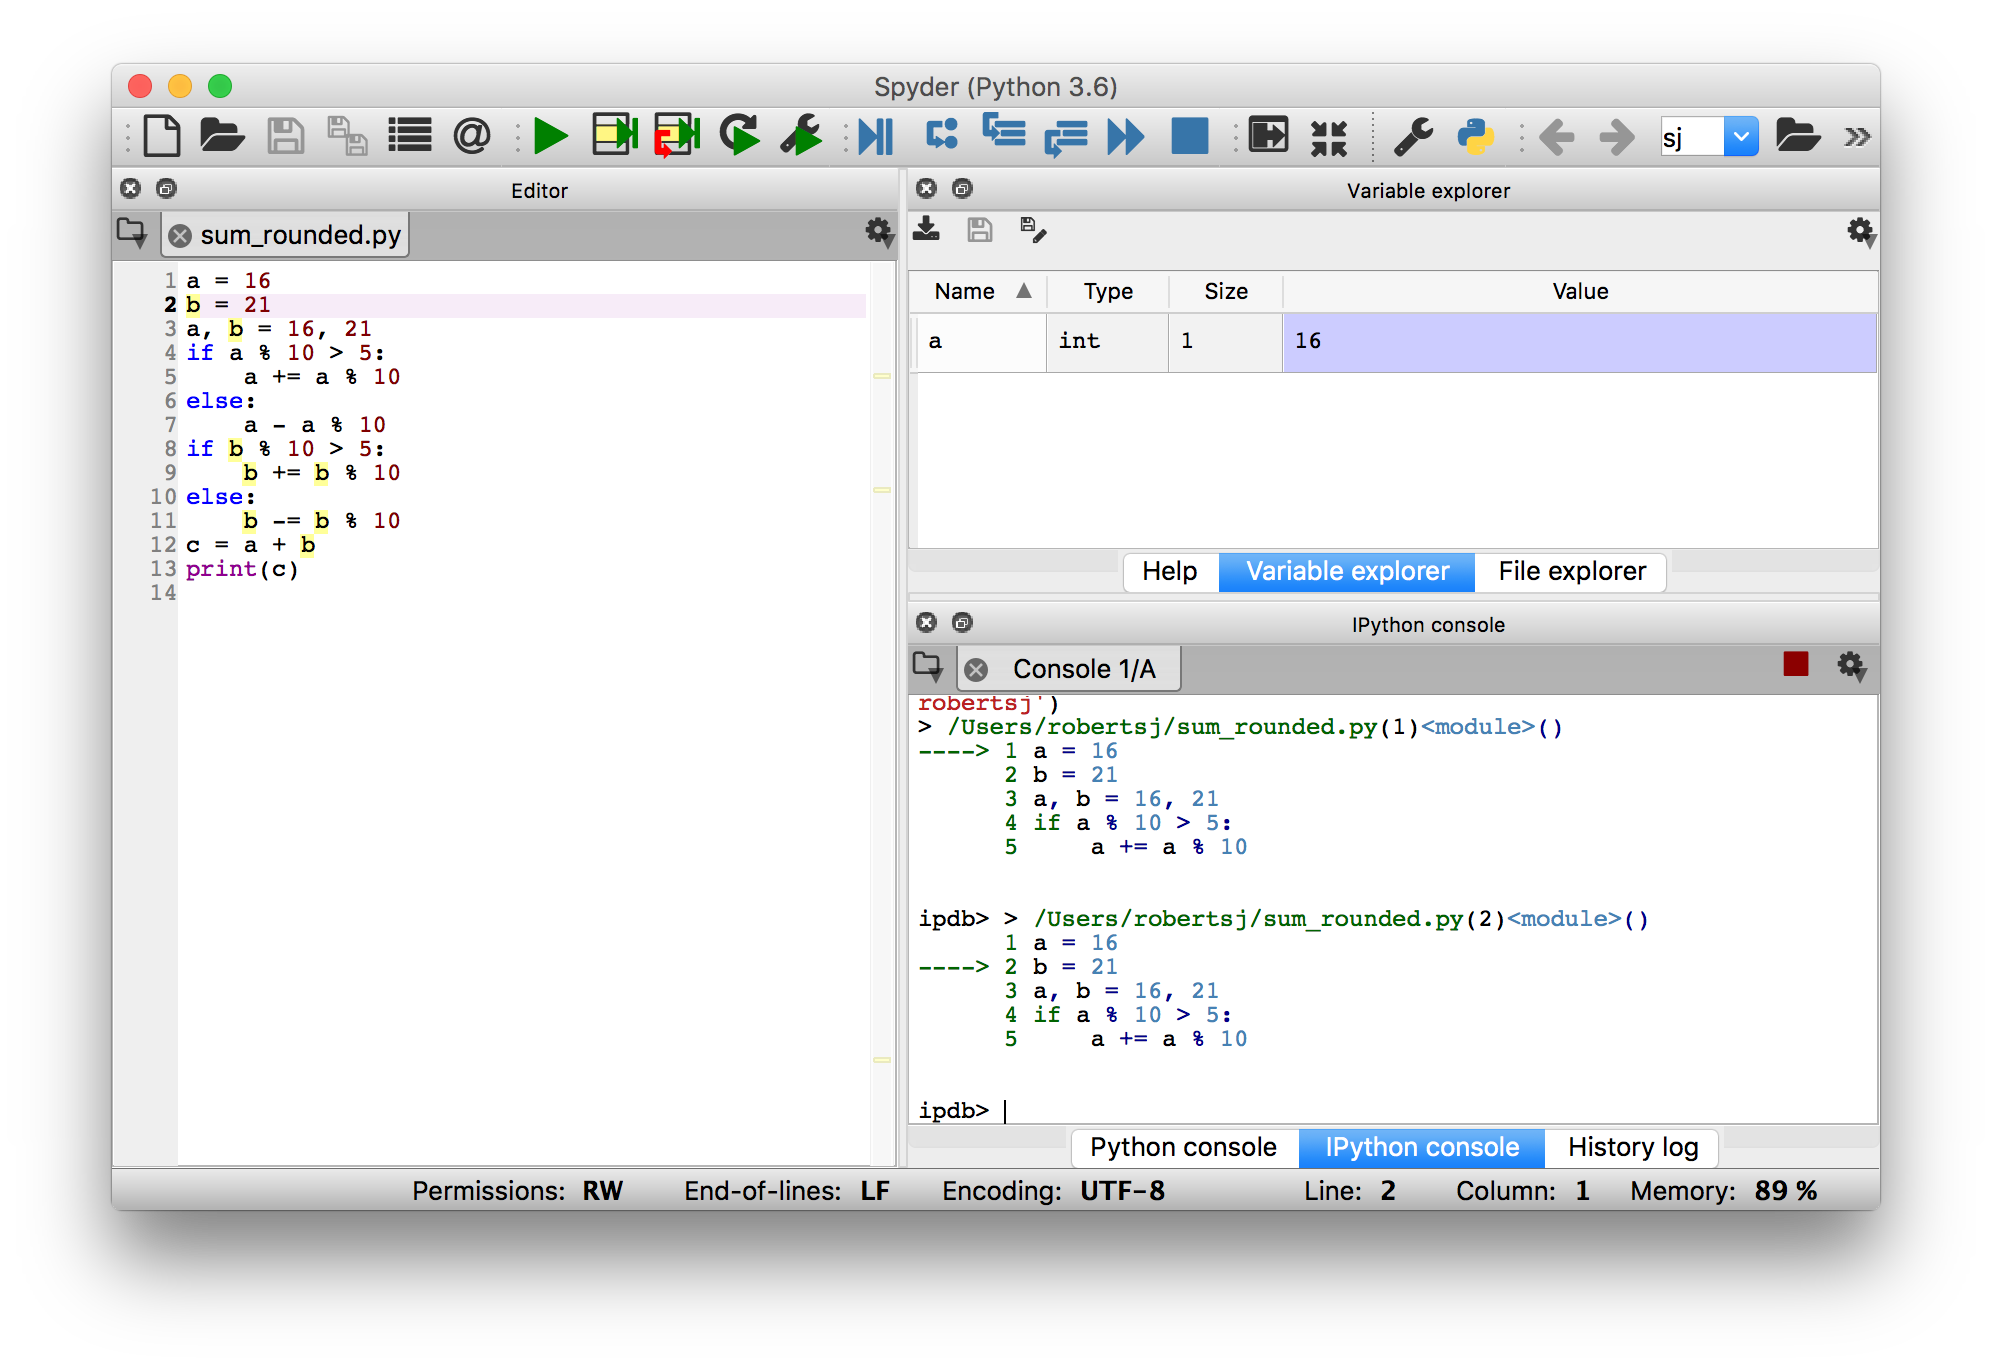 Spyder (Python 3.6)
@
sj
Editor
sum_rounded.py
1 a = 16
2 b = 21
3 a, b = 16, 21
4 if a % 10 > 5:
5     a += a % 10
6 else:
7     a - a % 10
8 if b % 10 > 5:
9     b += b % 10
10 else:
11     b -= b % 10
12 c = a + b
13 print(c)
14
Variable explorer
Name Type Size Value
a int 1 16
Help Variable explorer File explorer
IPython console
Console 1/A
robertsj')
> /Users/robertsj/sum_rounded.py(1)<module>()
----> 1 a = 16
      2 b = 21
      3 a, b = 16, 21
      4 if a % 10 > 5:
      5     a += a % 10
ipdb> > /Users/robertsj/sum_rounded.py(2)<module>()
      1 a = 16
----> 2 b = 21
      3 a, b = 16, 21
      4 if a % 10 > 5:
      5     a += a % 10
ipdb>
Python console IPython console History log
Permissions: RW End-of-lines: LF Encoding: UTF-8 Line: 2 Column: 1 Memory: 89 %